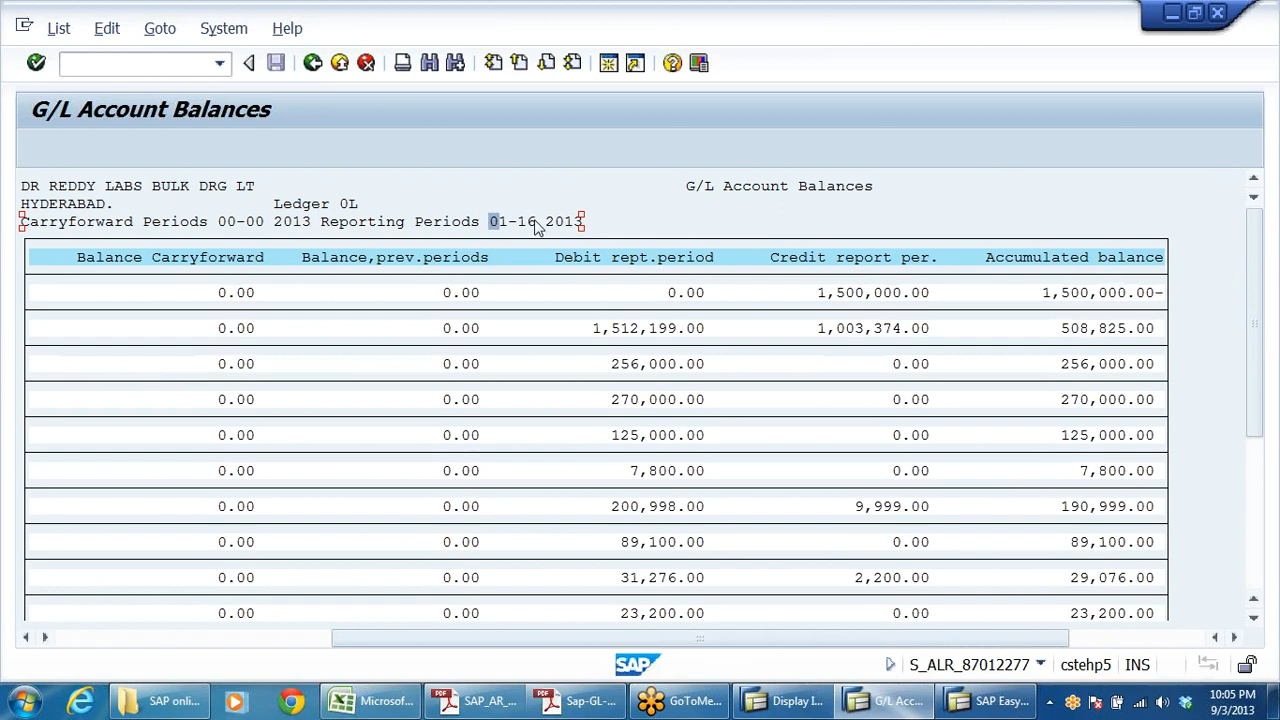 List Edit Goto System Help
G/L Account Balances
DR REDDY LABS BULK DRG LT G/L Account Balances
HYDERABAD. Ledger 0L
Carryforward Periods 00-00 2013 Reporting Periods 01-16 2013
Balance Carryforward Balance,prev.periods Debit rept.period Credit report per. Accumulated balance
0.00 0.00 0.00 1,500,000.00 1,500,000.00-
0.00 0.00 1,512,199.00 1,003,374.00 508,825.00
0.00 0.00 256,000.00 0.00 256,000.00
0.00 0.00 270,000.00 0.00 270,000.00
0.00 0.00 125,000.00 0.00 125,000.00
0.00 0.00 7,800.00 0.00 7,800.00
0.00 0.00 200,998.00 9,999.00 190,999.00
0.00 0.00 89,100.00 0.00 89,100.00
0.00 0.00 31,276.00 2,200.00 29,076.00
0.00 0.00 23,200.00 0.00 23,200.00
SAP S_ALR_87012277 cstehp5 INS
SAP onli... Microsof... PDF SAP_AR_... PDF Sap-GL-... GoToMe... Display I... G/L Acc... SAP Easy... 10:05 PM
9/3/2013